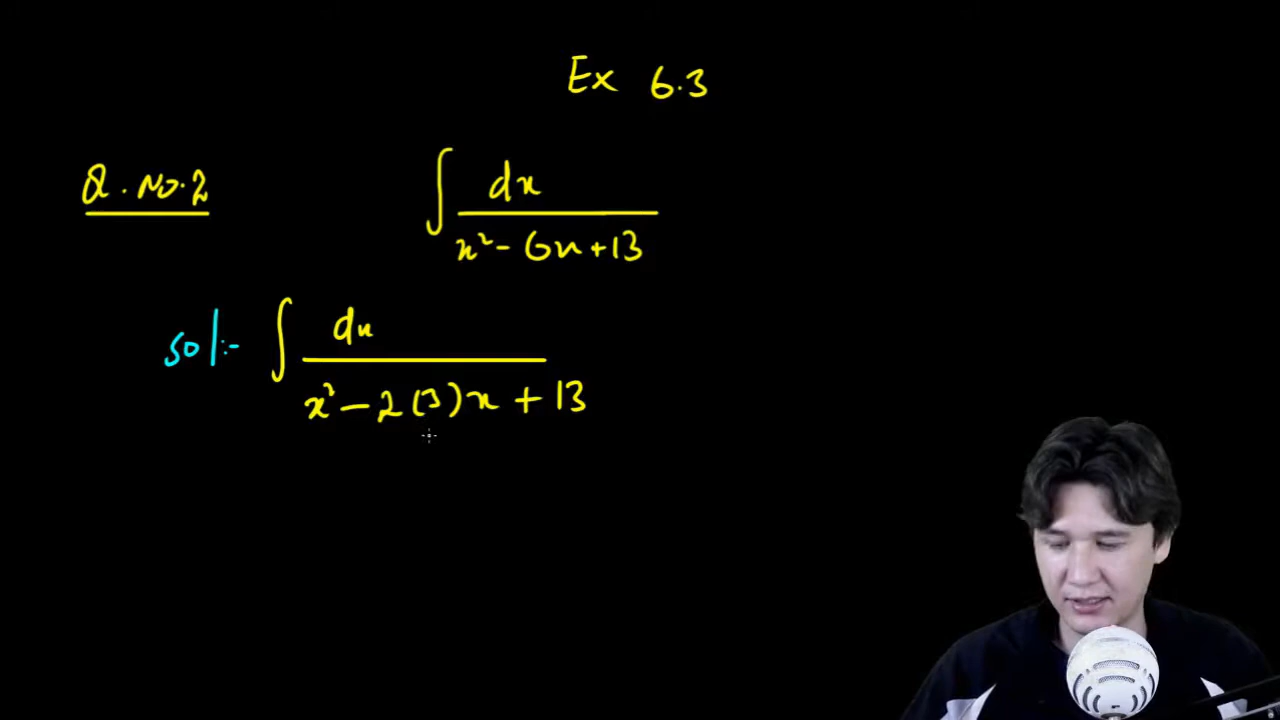 Ex 6.3
Q. No. 2 ∫ dx / x² - 6x + 13
Sol:- ∫ dx / x² - 2(3)x + 13